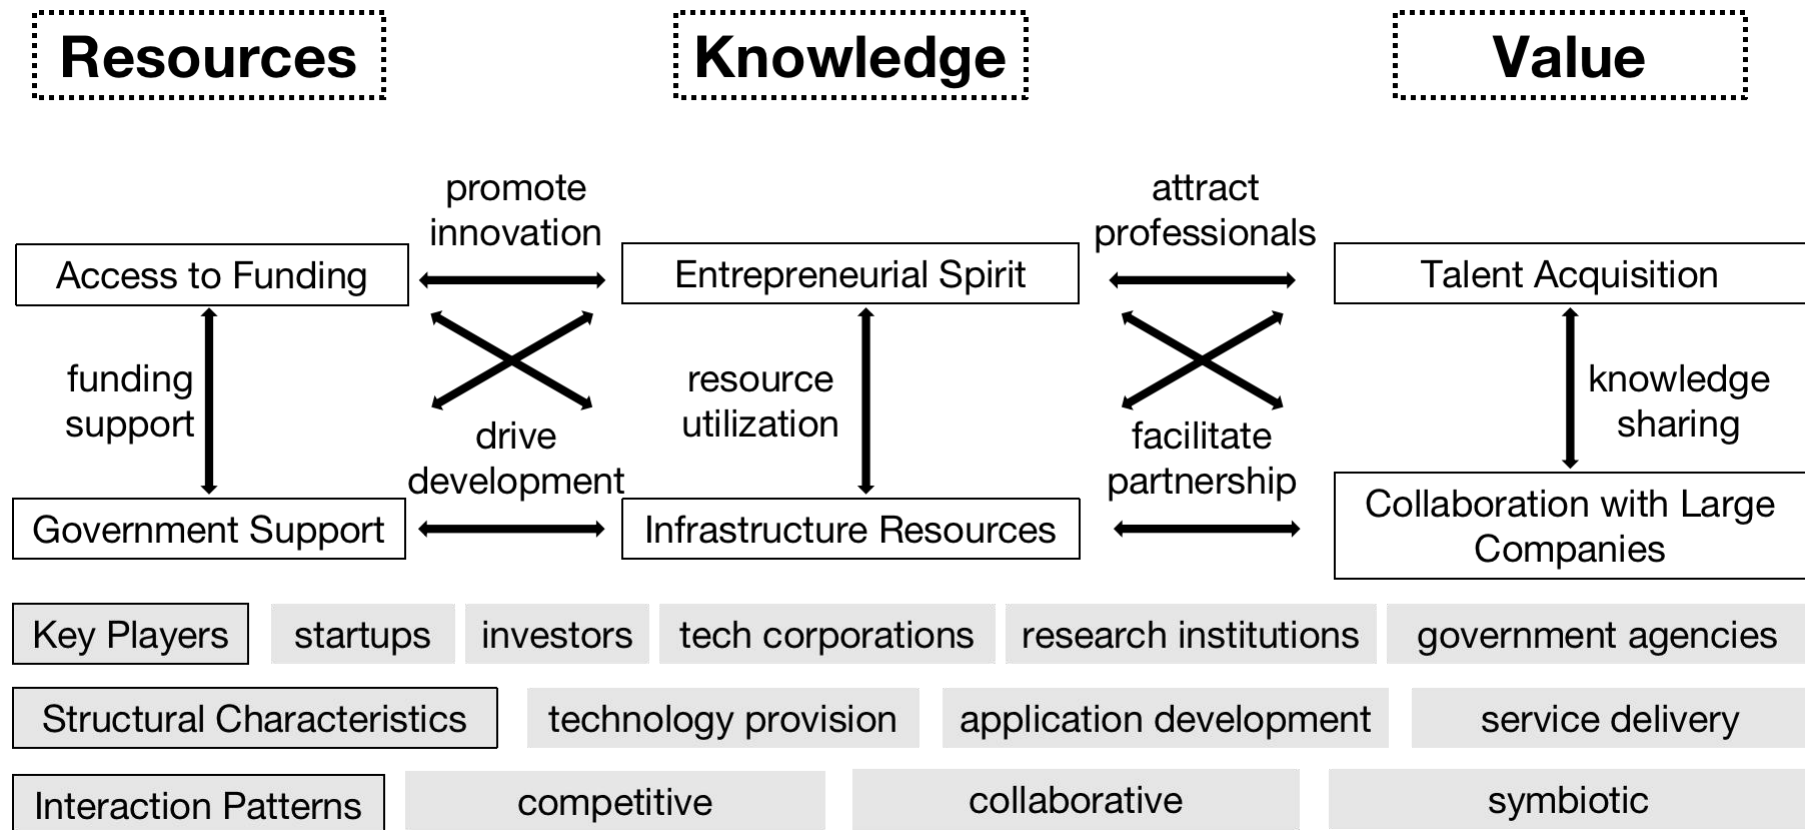 Resources
Knowledge
Value
promote
innovation
attract
professionals
Access to Funding
Entrepreneurial Spirit
Talent Acquisition
funding
support
resource
utilization
knowledge
sharing
drive
development
facilitate
partnership
Government Support
Infrastructure Resources
Collaboration with Large
Companies
Key Players
startups
investors
tech corporations
research institutions
government agencies
Structural Characteristics
technology provision
application development
service delivery
Interaction Patterns
competitive
collaborative
symbiotic